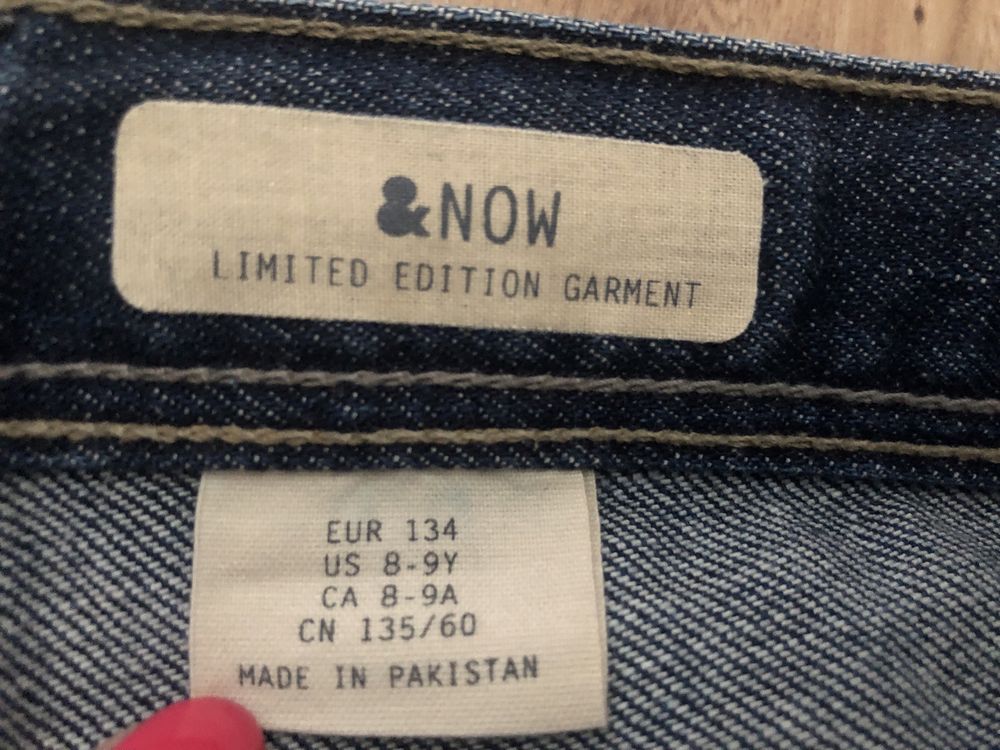 &NOW
LIMITED EDITION GARMENT
EUR 134
US 8-9Y
CA 8-9A
CN 135/60
MADE IN PAKISTAN